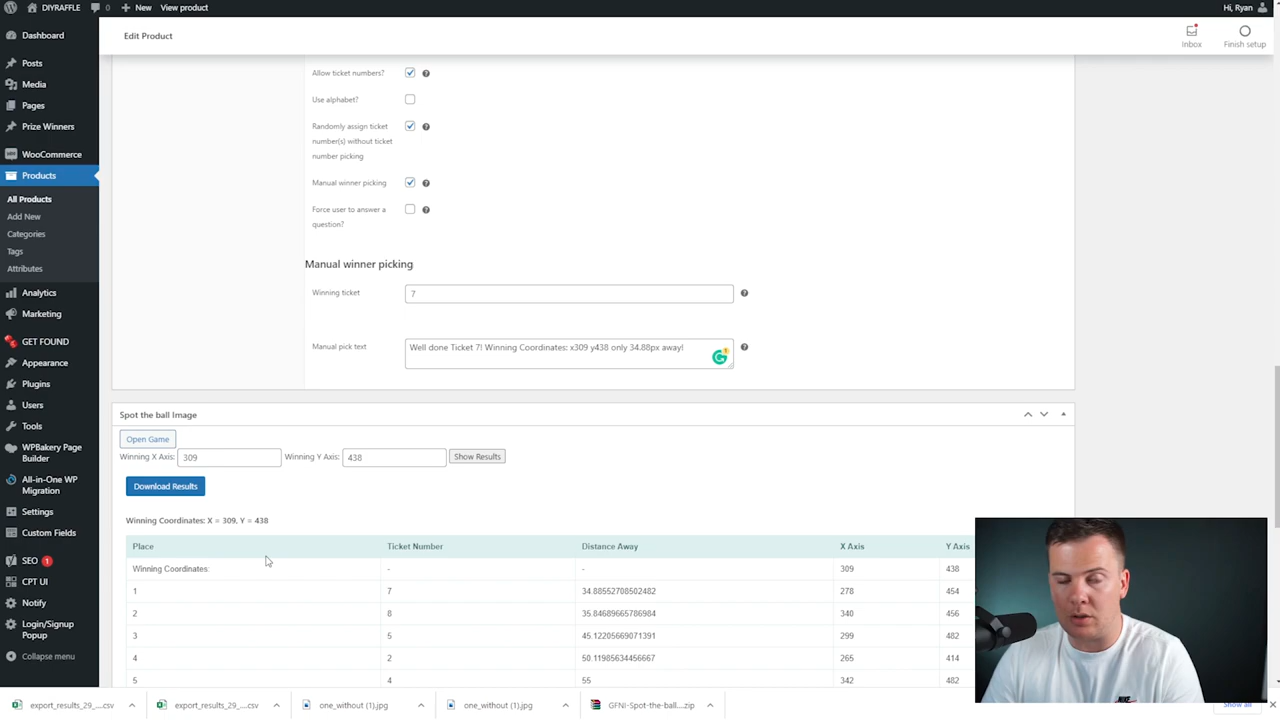 DIYRAFFLE 0 + New View product Hi, Ryan
Edit Product
Inbox Finish setup
Dashboard
Posts
Media
Pages
Prize Winners
WooCommerce
Products
All Products
Add New
Categories
Tags
Attributes
Analytics
Marketing
GET FOUND
Appearance
Plugins
Users
Tools
WPBakery Page
Builder
All-in-One WP
Migration
Settings
Custom Fields
SEO 1
CPT UI
Notify
Login/Signup
Popup
Collapse menu
Allow ticket numbers?
Use alphabet?
Randomly assign ticket
number(s) without ticket
number picking
Manual winner picking
Force user to answer a
question?
Manual winner picking
Winning ticket 7
Manual pick text Well done Ticket 7! Winning Coordinates: x309 y438 only 34.88px away!
Spot the ball Image
Open Game
Winning X Axis: 309 Winning Y Axis: 438 Show Results
Download Results
Winning Coordinates: X = 309, Y = 438
Place Ticket Number Distance Away X Axis Y Axis
Winning Coordinates: - - 309 438
1 7 34.88552708502482 278 454
2 8 35.84689665786984 340 456
3 5 45.12205669071391 299 482
4 2 50.11985634456667 265 414
5 4 55 342 482
export_results_29_....csv export_results_29_....csv one_without (1).jpg one_without (1).jpg GFNI-Spot-the-ball....zip Show all